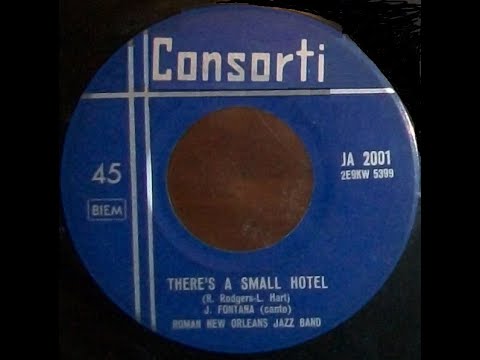 Consorti
45
JA 2001
2E9KW 5399
BIEM
THERE'S A SMALL HOTEL
(R. Rodgers-L. Hart)
J. FONTANA (canto)
ROMAN NEW ORLEANS JAZZ BAND